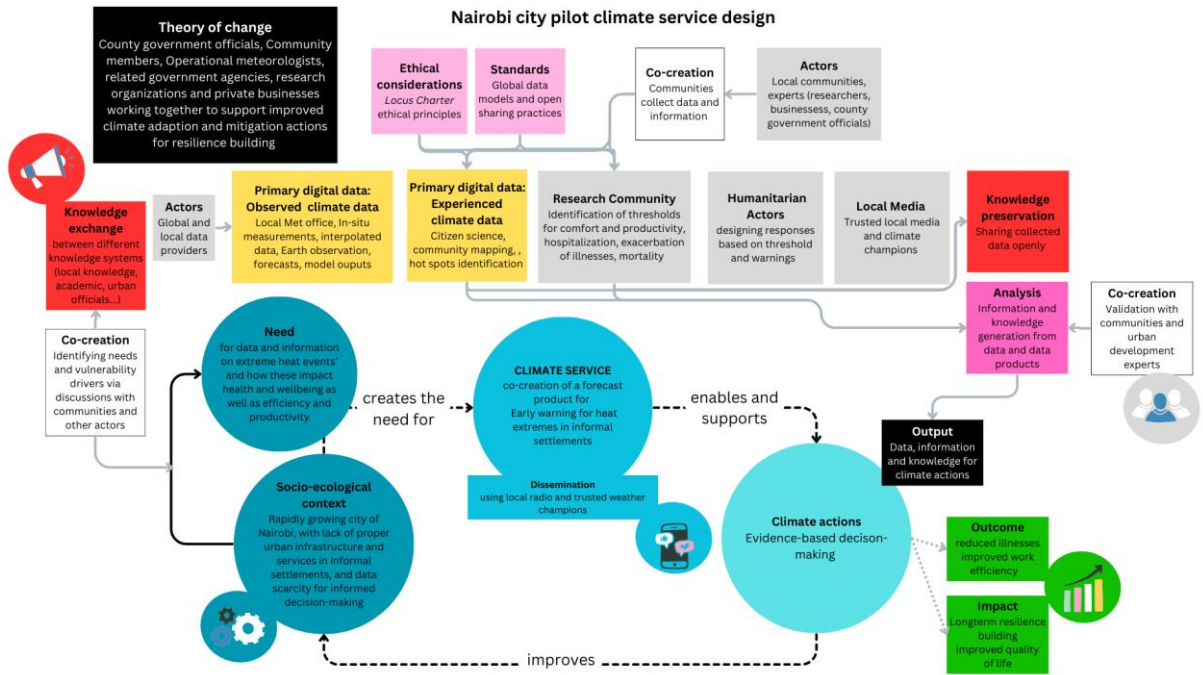 Nairobi city pilot climate service design
Theory of change
County government officials, Community
members, Operational meteorologists,
related government agencies, research
organizations and private businesses
working together to support improved
climate adaption and mitigation actions
for resilience building
Ethical
considerations
Locus Charter
ethical principles
Standards
Global data
models and open
sharing practices
Co-creation
Communities
collect data and
information
Actors
Local communities,
experts (researchers,
businessess, county
government officials)
Knowledge
exchange
between different
knowledge systems
(local knowledge,
academic, urban
officials...)
Actors
Global and
local data
providers
Primary digital data:
Observed climate data
Local Met office, In-situ
measurements, interpolated
data, Earth observation,
forecasts, model ouputs
Primary digital data:
Experienced
climate data
Citizen science,
community mapping, ,
hot spots identification
Research Community
Identification of thresholds
for comfort and productivity,
hospitalization, exacerbation
of illnesses, mortality
Humanitarian
Actors
designing responses
based on threshold
and warnings
Local Media
Trusted local media
and climate
champions
Knowledge
preservation
Sharing collected
data openly
Co-creation
Identifying needs
and vulnerability
drivers via
discussions with
communities and
other actors
Need
for data and information
on extreme heat events'
and how these impact
health and wellbeing as
well as efficiency and
productivity
creates the
need for
CLIMATE SERVICE
co-creation of a forecast
product for
Early warning for heat
extremes in informal
settlements
enables and
supports
Analysis
Information and
knowledge
generation from
data and data
products
Co-creation
Validation with
communities and
urban
development
experts
Output
Data, information
and knowledge for
climate actions
Socio-ecological
context
Rapidly growing city of
Nairobi, with lack of proper
urban infrastructure and
services in informal
settlements, and data
scarcity for informed
decision-making
Dissemination
using local radio and trusted weather
champions
Climate actions
Evidence-based decison-
making
Outcome
reduced illnesses
improved work
efficiency
Impact
Longterm resilience
building
improved quality
of life
improves